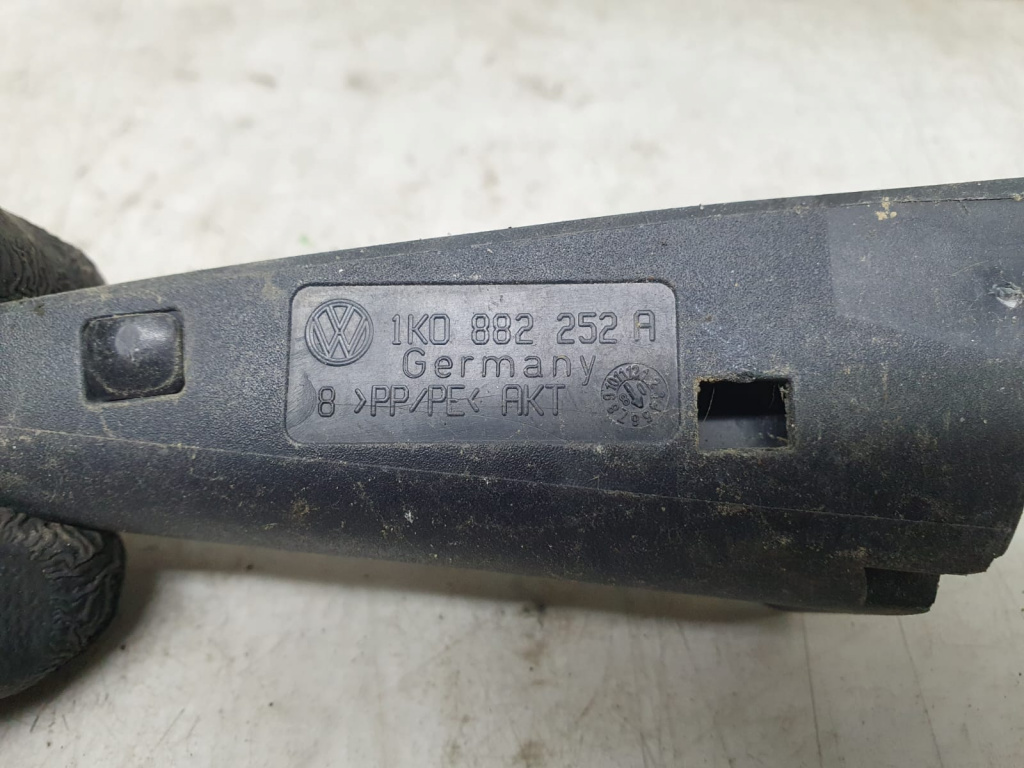 1K0 882 252 A
Germany
8 >PP/PE< AKT